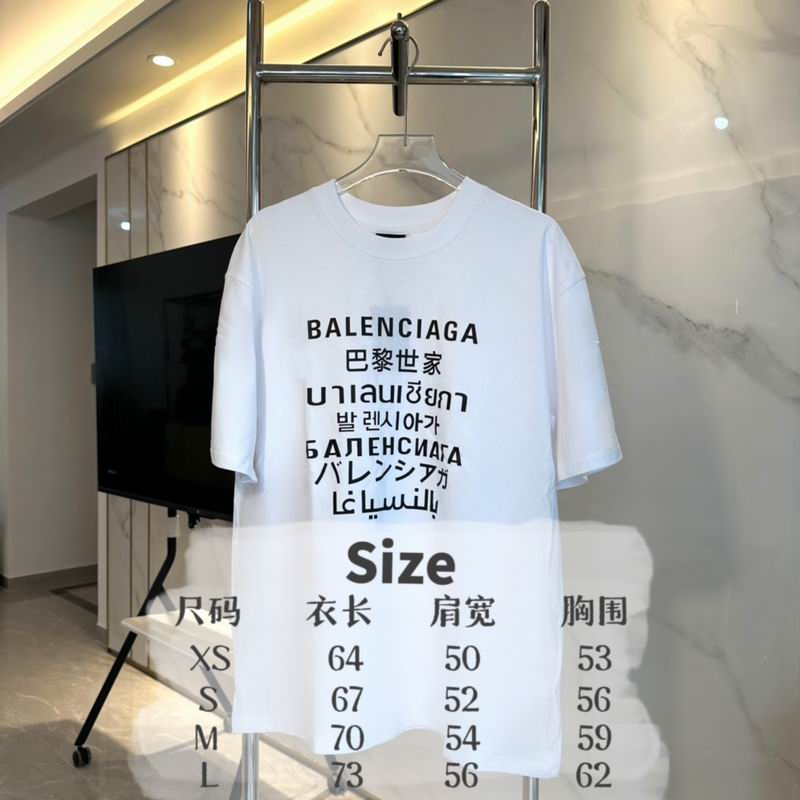 BALENCIAGA
巴黎世家
บาเลนเซียกา
발렌시아가
БАЛЕНСИАГА
バレンシアガ
بالنسياغا
Size
尺码 衣长 肩宽 胸围
XS 64 50 53
S 67 52 56
M 70 54 59
L 73 56 62